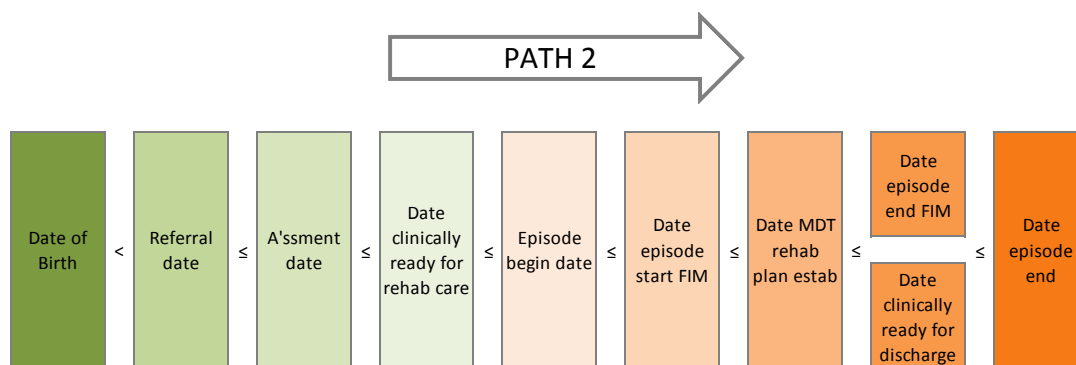 PATH 2
Date of
Birth
<
Referral
date
≤
A'ssment
date
≤
Date
clinically
ready for
rehab care
≤
Episode
begin date
≤
Date
episode
start FIM
≤
Date MDT
rehab
plan estab
≤
Date
episode
end FIM
Date
clinically
ready for
discharge
≤
Date
episode
end